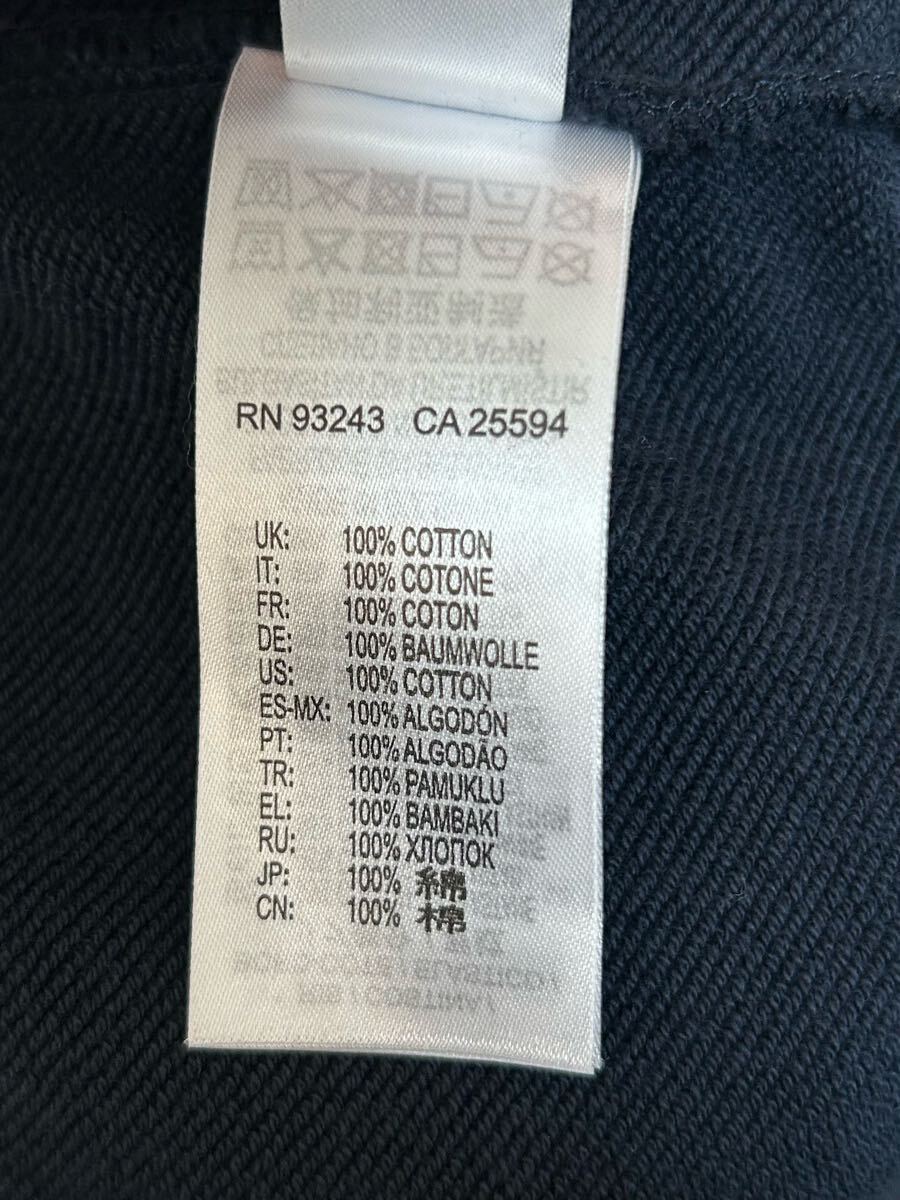 RN 93243 CA 25594
UK: 100% COTTON
IT: 100% COTONE
FR: 100% COTON
DE: 100% BAUMWOLLE
US: 100% COTTON
ES-MX: 100% ALGODÓN
PT: 100% ALGODÃO
TR: 100% PAMUKLU
EL: 100% BAMBAKI
RU: 100% ХЛОПОК
JP: 100% 綿
CN: 100% 棉